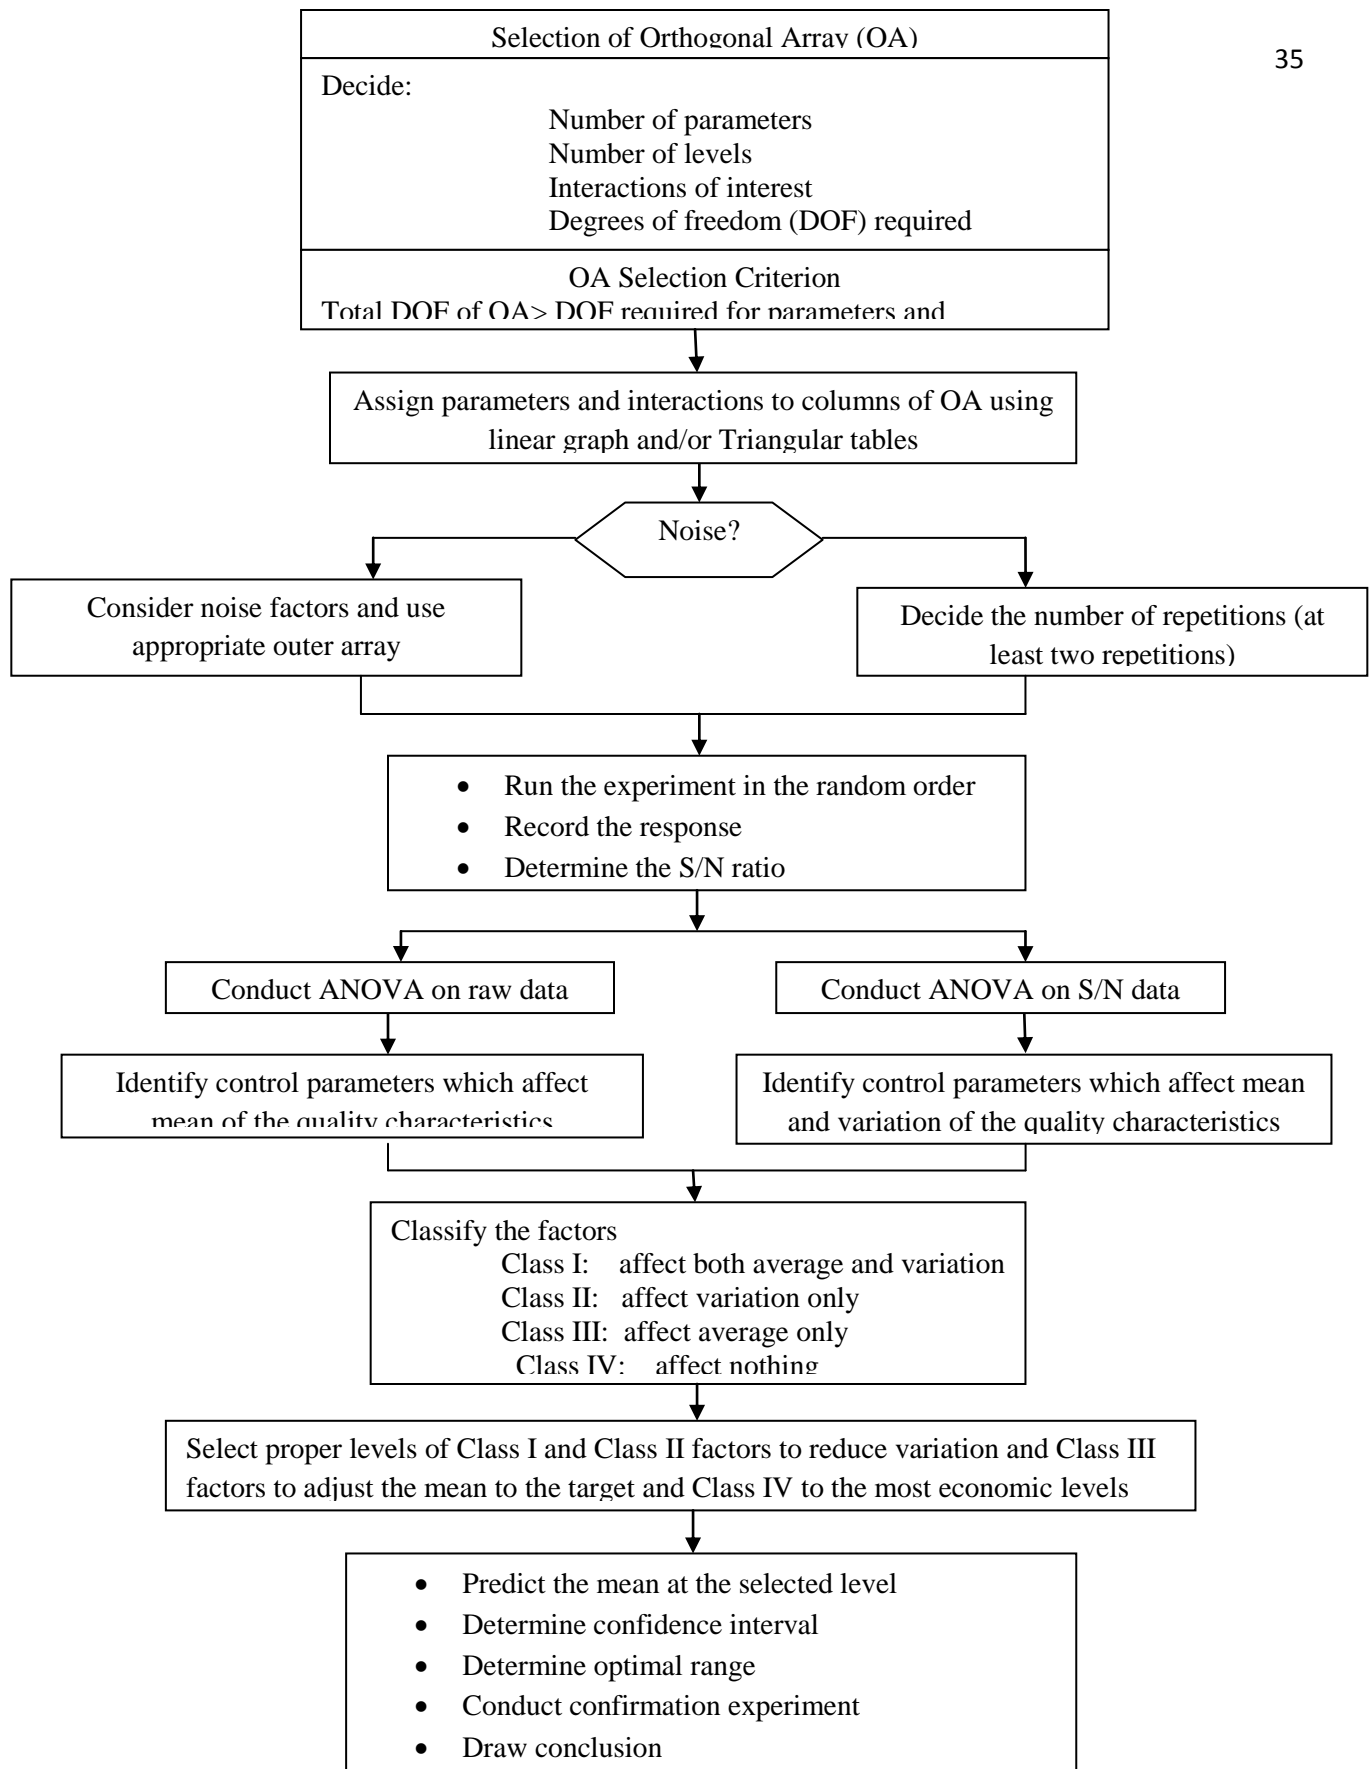 Selection of Orthogonal Array (OA)
35
Decide:
Number of parameters
Number of levels
Interactions of interest
Degrees of freedom (DOF) required
OA Selection Criterion
Total DOF of OA> DOF required for parameters and
Assign parameters and interactions to columns of OA using
linear graph and/or Triangular tables
Noise?
Consider noise factors and use
appropriate outer array
Decide the number of repetitions (at
least two repetitions)
• Run the experiment in the random order
• Record the response
• Determine the S/N ratio
Conduct ANOVA on raw data
Conduct ANOVA on S/N data
Identify control parameters which affect
mean of the quality characteristics
Identify control parameters which affect mean
and variation of the quality characteristics
Classify the factors
Class I: affect both average and variation
Class II: affect variation only
Class III: affect average only
Class IV: affect nothing
Select proper levels of Class I and Class II factors to reduce variation and Class III
factors to adjust the mean to the target and Class IV to the most economic levels
• Predict the mean at the selected level
• Determine confidence interval
• Determine optimal range
• Conduct confirmation experiment
• Draw conclusion